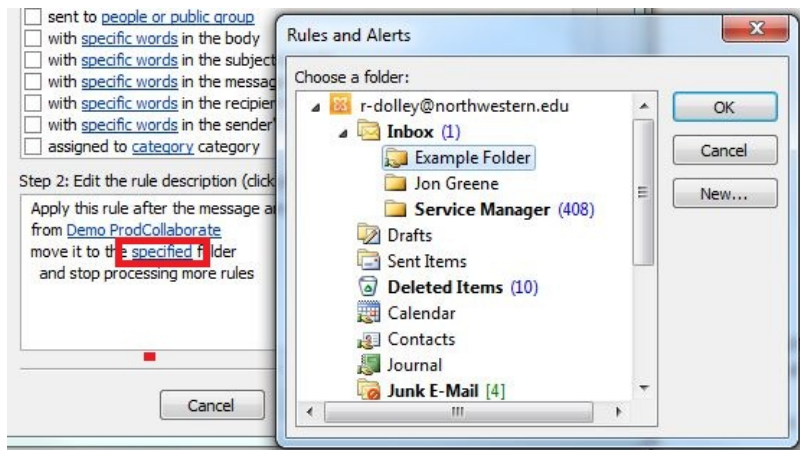 sent to people or public group
with specific words in the body
with specific words in the subject
with specific words in the messag
with specific words in the recipien
with specific words in the sender'
assigned to category category
Step 2: Edit the rule description (click
Apply this rule after the message a
from Demo ProdCollaborate
move it to the specified folder
and stop processing more rules
Cancel
Rules and Alerts
Choose a folder:
r-dolley@northwestern.edu
Inbox (1)
Example Folder
Jon Greene
Service Manager (408)
Drafts
Sent Items
Deleted Items (10)
Calendar
Contacts
Journal
Junk E-Mail [4]
OK
Cancel
New...